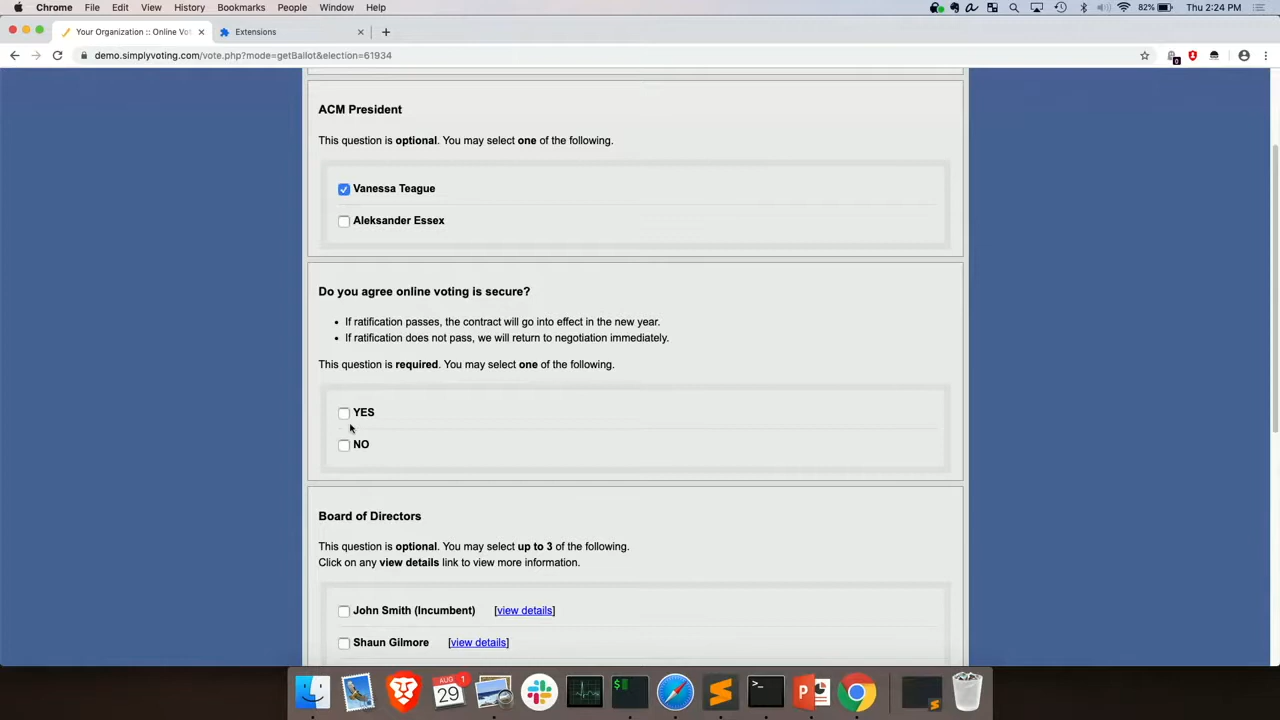 Chrome File Edit View History Bookmarks People Window Help 82% Thu 2:24 PM
Your Organization :: Online Vot Extensions
demo.simplyvoting.com/vote.php?mode=getBallot&election=61934 0
ACM President
This question is optional. You may select one of the following.
Vanessa Teague
Aleksander Essex
Do you agree online voting is secure?
• If ratification passes, the contract will go into effect in the new year.
• If ratification does not pass, we will return to negotiation immediately.
This question is required. You may select one of the following.
YES
NO
Board of Directors
This question is optional. You may select up to 3 of the following.
Click on any view details link to view more information.
John Smith (Incumbent) [view details]
Shaun Gilmore [view details]
AUG 1
29